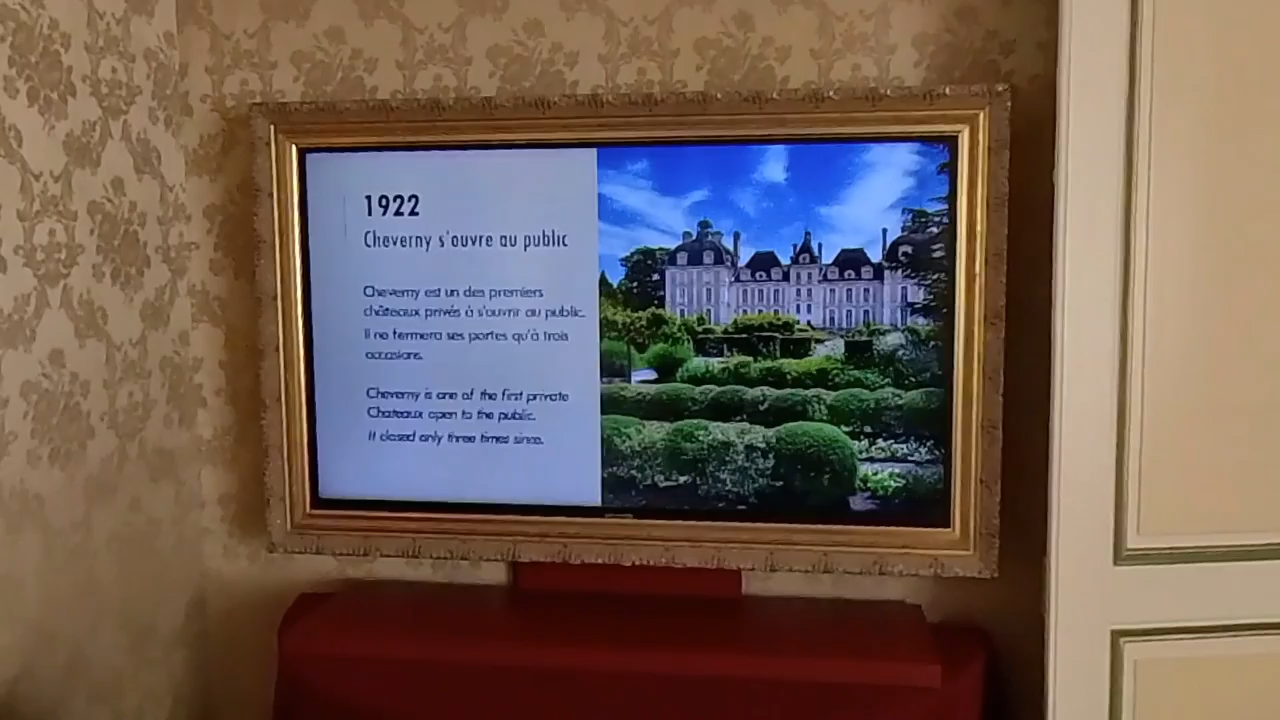 1922
Cheverny s'ouvre au public
Cheverny est un des premiers
châteaux privés à s'ouvrir au public.
Il ne fermera ses portes qu'à trois
occasions.
Cheverny is one of the first private
Chateaux open to the public.
It closed only three times since.